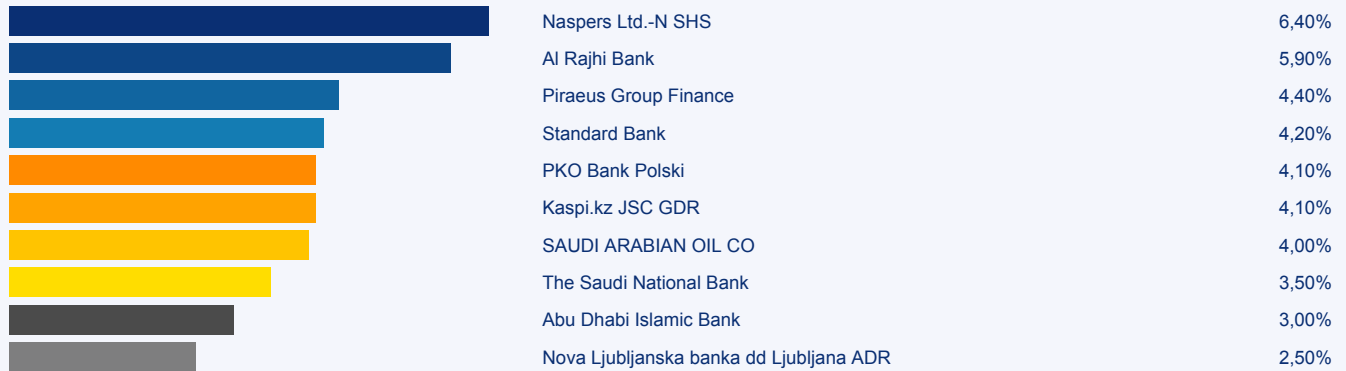 Naspers Ltd.-N SHS 6,40%
Al Rajhi Bank 5,90%
Piraeus Group Finance 4,40%
Standard Bank 4,20%
PKO Bank Polski 4,10%
Kaspi.kz JSC GDR 4,10%
SAUDI ARABIAN OIL CO 4,00%
The Saudi National Bank 3,50%
Abu Dhabi Islamic Bank 3,00%
Nova Ljubljanska banka dd Ljubljana ADR 2,50%